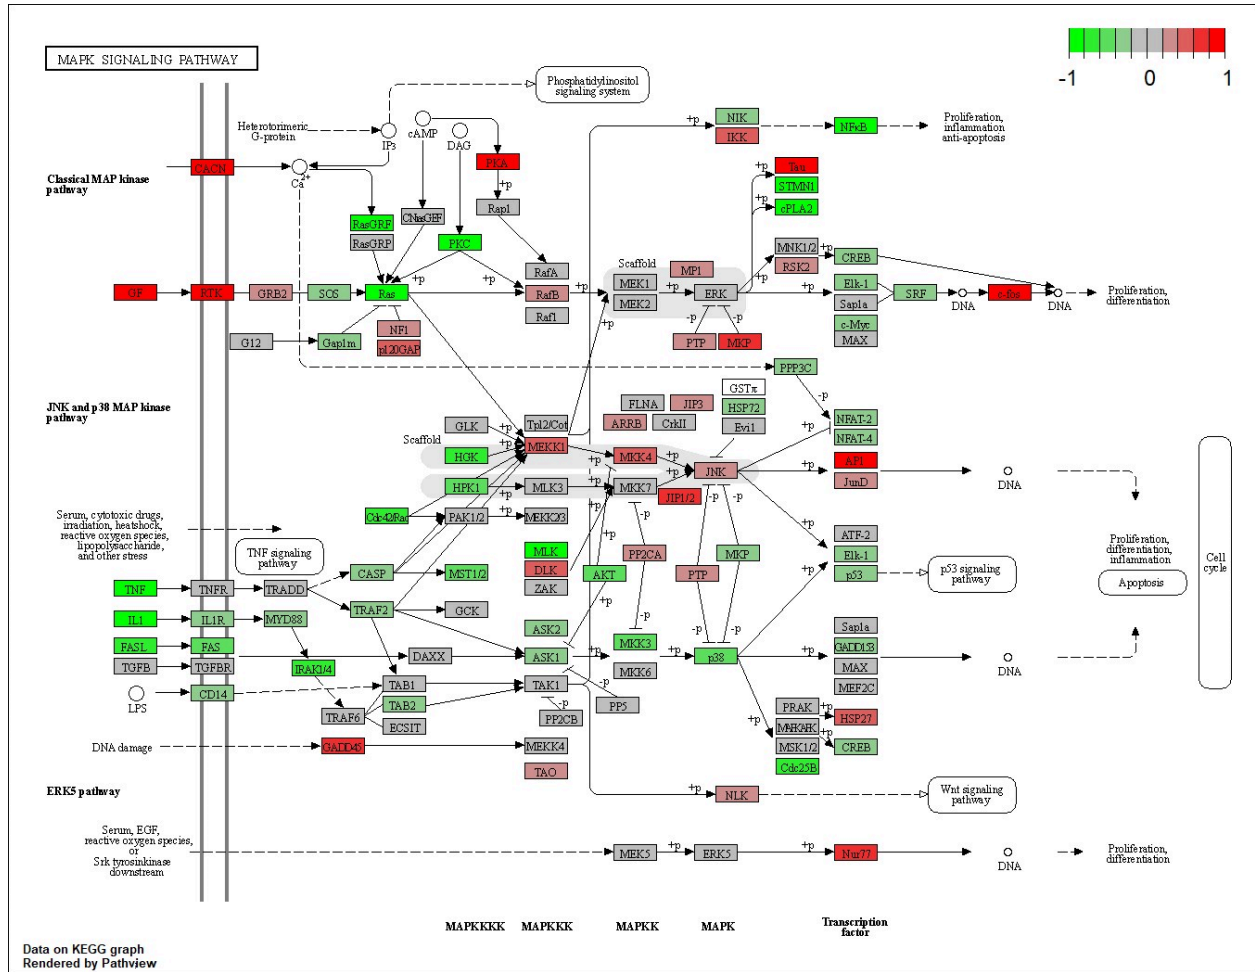 MAPK SIGNALING PATHWAY
-1 0 1
Phosphatidylinositol
signaling system
Heterotorimeric
G-protein
IP3
cAMP
DAG
Ca2+
CACN
PKA
+p
Rap1
Classical MAP kinase
pathway
RasGRF
RasGRP
CNasGEF
PKC
NIK
IKK
+p
NFκB
Proliferation,
inflammation
anti-apoptosis
+p
Tau
STMN1
+p
cPLA2
Scaffold
MNK1/2
RSK2
+p
CREB
GF
RTK
GRB2
SOS
Ras
+p
+p
+p
RafA
RafB
Raf1
+p
MEK1
MEK2
MP1
+p
ERK
+p
+p
Elk-1
Sap1a
c-Myc
MAX
SRF
DNA
c-fos
DNA
Proliferation,
differentiation
G12
Gap1m
NF1
p120GAP
+p
-p
-p
PTP
MKP
PPP3C
-p
JNK and p38 MAP kinase
pathway
Scaffold
GLK
HGK
HPK1
Cdc42/Rac
PAK1/2
+p
+p
+p
+p
Tpl2/Cot
MEKK1
MLK3
MEKK2/3
FLNA
JIP3
ARRB
CrkII
GSTπ
HSP72
Evi1
+p
+p
+p
MKK4
MKK7
+p
+p
JNK
JIP1/2
+p
+p
NFAT-2
NFAT-4
AP1
JunD
DNA
Serum, cytotoxic drugs,
irradiation, heatshock,
reactive oxygen species,
lipopolysaccharide,
and other stress
TNF signaling
pathway
MLK
DLK
ZAK
+p
AKT
-p
PP2CA
-p
-p
-p
PTP
MKP
-p
-p
+p
+p
ATF-2
Elk-1
p53
p53 signaling
pathway
Proliferation,
differentiation,
inflammation
Apoptosis
Cell
cycle
TNF
TNFR
TRADD
CASP
MST1/2
IL1
IL1R
MYD88
TRAF2
GCK
FASL
FAS
TGFB
TGFBR
IRAK1/4
DAXX
ASK2
ASK1
+p
MKK3
MKK6
+p
p38
+p
+p
Sap1a
GADD153
MAX
MEF2C
DNA
LPS
CD14
TAB1
TAB2
TRAF6
ECSIT
TAK1
-p
-p
PP2CB
PP5
PRAK
MSK1/2
+p
+p
HSP27
CREB
Cdc25B
DNA damage
GADD45
MEKK4
TAO
+p
NLK
Wnt signaling
pathway
ERK5 pathway
Serum, EGF,
reactive oxygen species,
or
Srk tyrosinkinase
downstream
MEK5
+p
ERK5
+p
Nur77
DNA
Proliferation,
differentiation
MAPKKKK MAPKKK MAPKK MAPK Transcription
factor
Data on KEGG graph
Rendered by Pathview